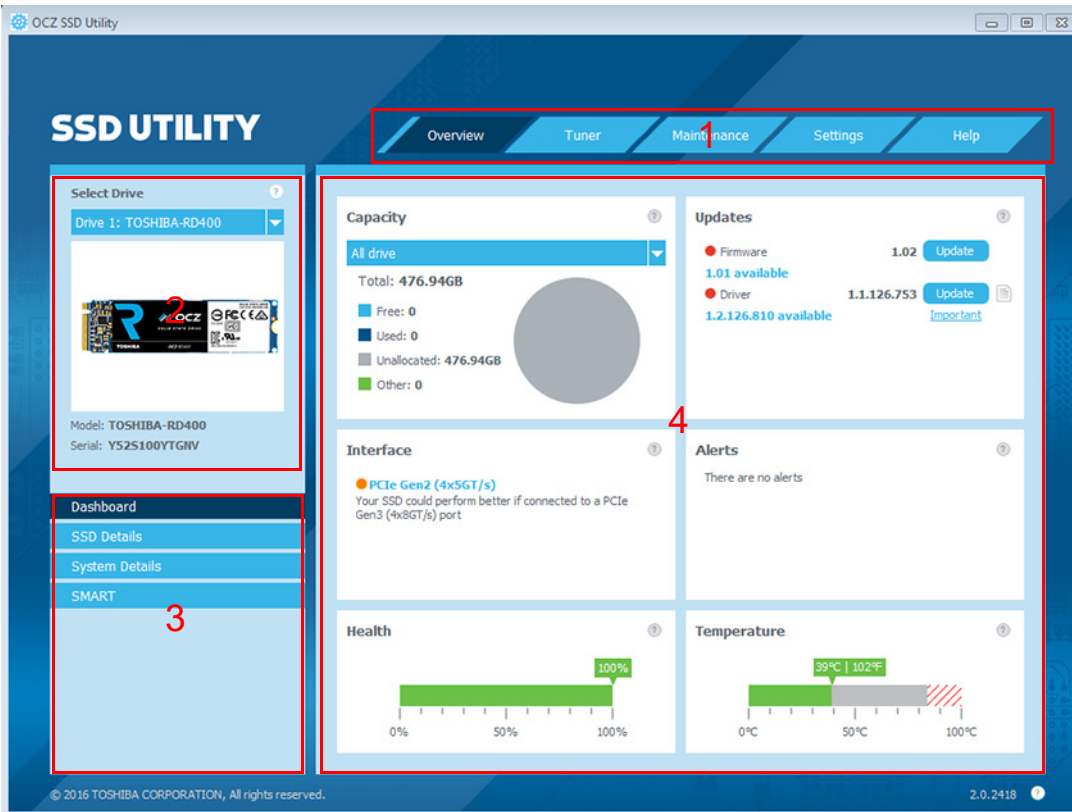 OCZ SSD Utility
SSD UTILITY
Overview
Tuner
Maintenance
Settings
Help
1
Select Drive
Drive 1: TOSHIBA-RD400
OCZ
SOLID STATE DRIVE
TOSHIBA
2
Model: TOSHIBA-RD400
Serial: Y52S100YTGNV
Dashboard
SSD Details
System Details
SMART
3
Capacity
All drive
Total: 476.94GB
Free: 0
Used: 0
Unallocated: 476.94GB
Other: 0
Updates
Firmware 1.02 Update
1.01 available
Driver 1.1.126.753 Update
1.2.126.810 available Important
4
Interface
PCIe Gen2 (4x5GT/s)
Your SSD could perform better if connected to a PCIe
Gen3 (4x8GT/s) port
Alerts
There are no alerts
Health
100%
0% 50% 100%
Temperature
39°C | 102°F
0°C 50°C 100°C
© 2016 TOSHIBA CORPORATION, All rights reserved.
2.0.2418